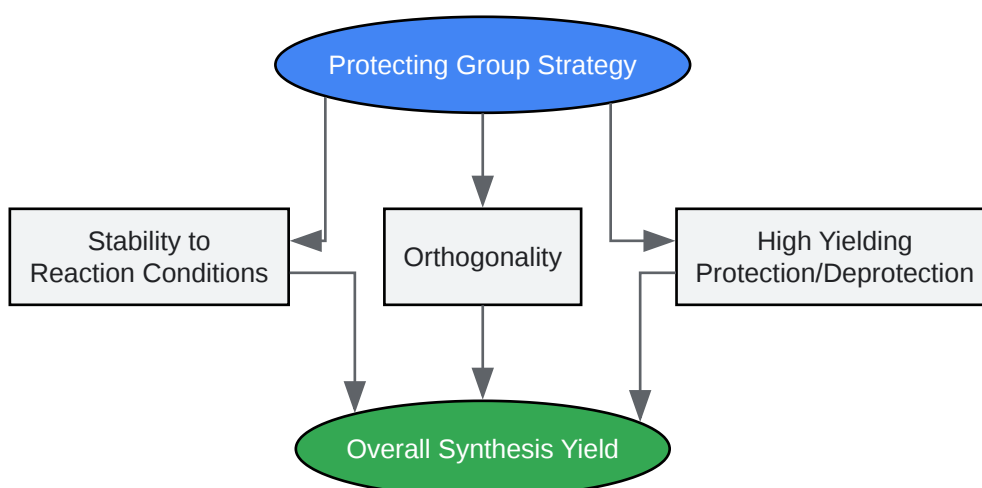 Protecting Group Strategy
Stability to
Reaction Conditions
Orthogonality
High Yielding
Protection/Deprotection
Overall Synthesis Yield